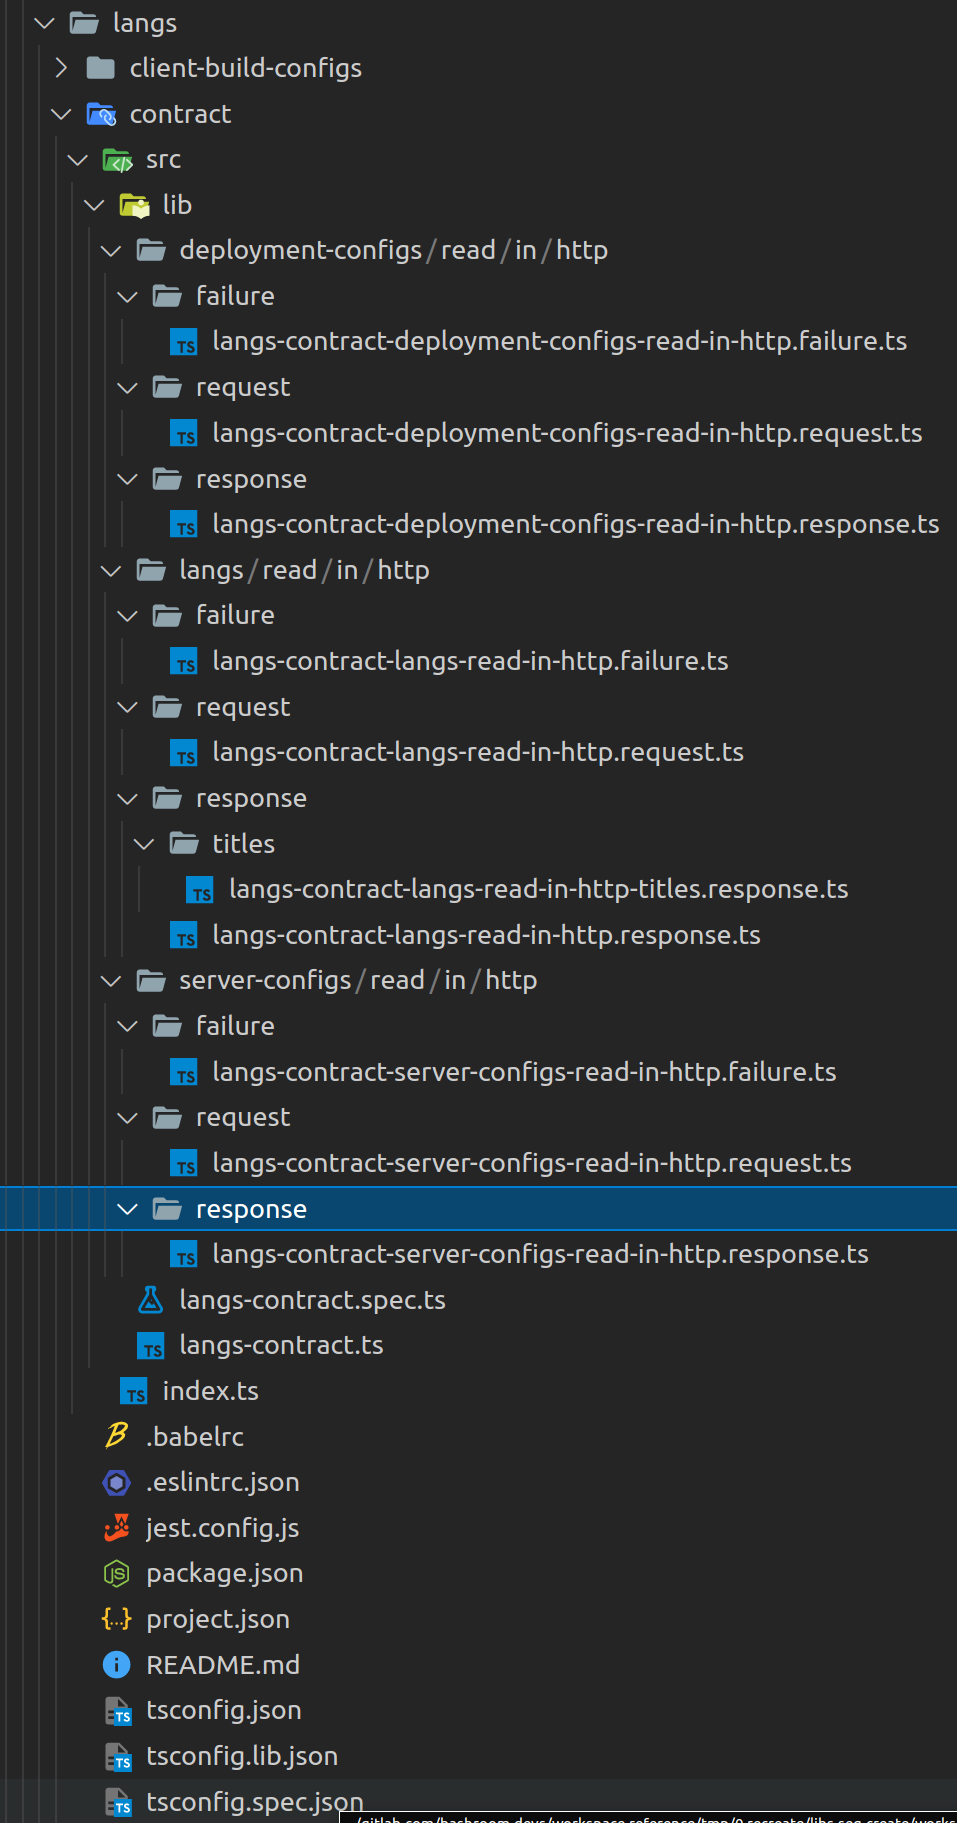 langs
client-build-configs
contract
src
lib
deployment-configs/read/in/http
failure
TS langs-contract-deployment-configs-read-in-http.failure.ts
request
TS langs-contract-deployment-configs-read-in-http.request.ts
response
TS langs-contract-deployment-configs-read-in-http.response.ts
langs/read/in/http
failure
TS langs-contract-langs-read-in-http.failure.ts
request
TS langs-contract-langs-read-in-http.request.ts
response
titles
TS langs-contract-langs-read-in-http-titles.response.ts
TS langs-contract-langs-read-in-http.response.ts
server-configs/read/in/http
failure
TS langs-contract-server-configs-read-in-http.failure.ts
request
TS langs-contract-server-configs-read-in-http.request.ts
response
TS langs-contract-server-configs-read-in-http.response.ts
langs-contract.spec.ts
TS langs-contract.ts
TS index.ts
B .babelrc
.eslintrc.json
jest.config.js
JS package.json
{...} project.json
i README.md
TS tsconfig.json
TS tsconfig.lib.json
TS tsconfig.spec.json